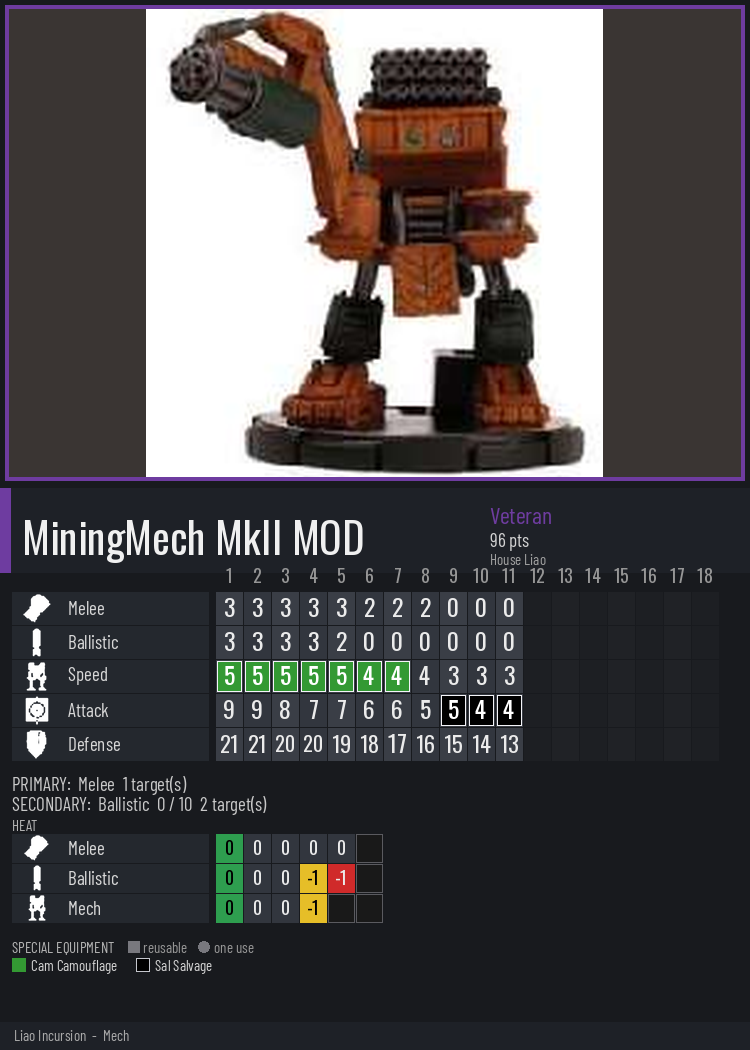 MiningMech MkII MOD
Veteran
96 pts
House Liao
1 2 3 4 5 6 7 8 9 10 11 12 13 14 15 16 17 18
Melee 3 3 3 3 3 2 2 2 0 0 0
Ballistic 3 3 3 3 2 0 0 0 0 0 0
Speed 5 5 5 5 5 4 4 4 3 3 3
Attack 9 9 8 7 7 6 6 5 5 4 4
Defense 21 21 20 20 19 18 17 16 15 14 13
PRIMARY: Melee 1 target(s)
SECONDARY: Ballistic 0 / 10 2 target(s)
HEAT
Melee 0 0 0 0 0
Ballistic 0 0 0 -1 -1
Mech 0 0 0 -1
SPECIAL EQUIPMENT reusable one use
Cam Camouflage Sal Salvage
Liao Incursion - Mech